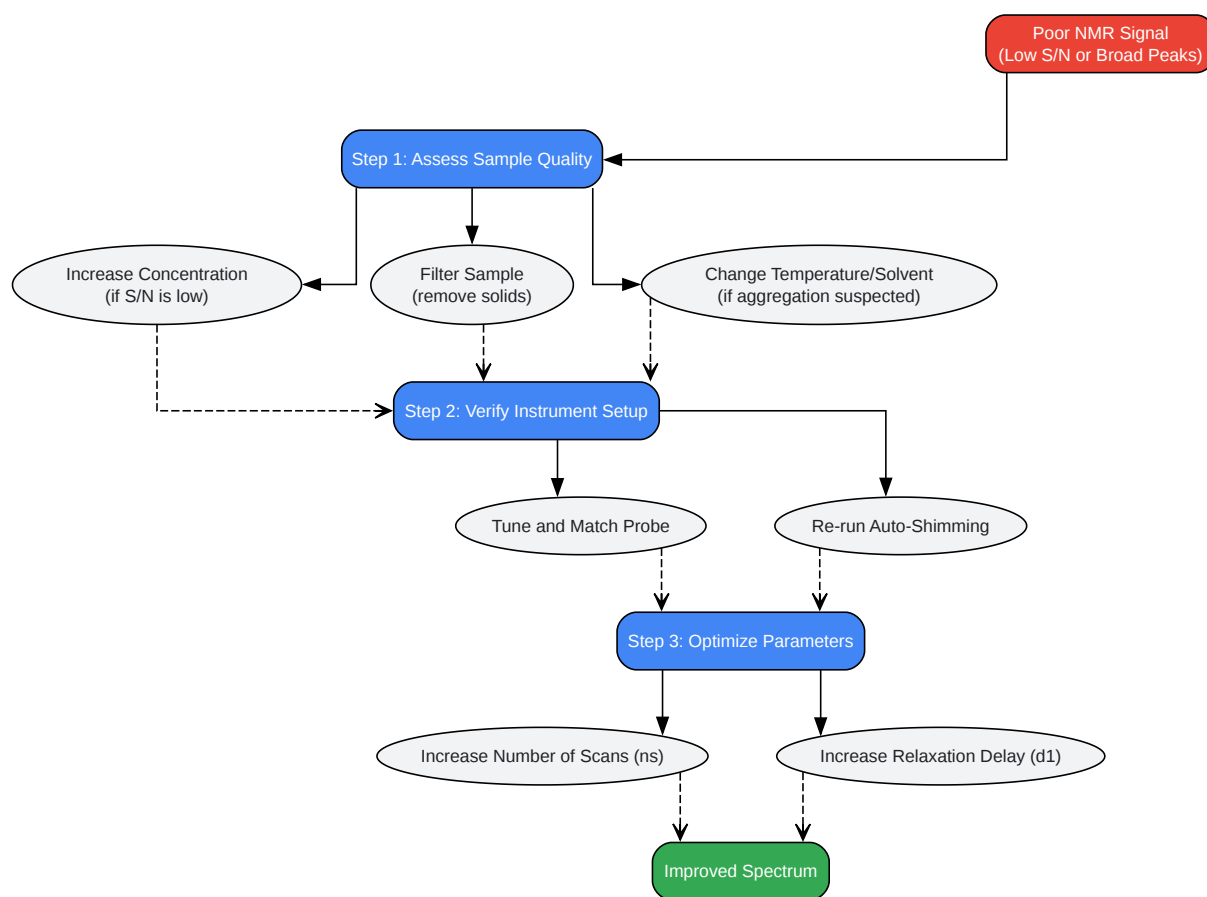 Poor NMR Signal
(Low S/N or Broad Peaks)
Step 1: Assess Sample Quality
Increase Concentration
(if S/N is low)
Filter Sample
(remove solids)
Change Temperature/Solvent
(if aggregation suspected)
Step 2: Verify Instrument Setup
Tune and Match Probe
Re-run Auto-Shimming
Step 3: Optimize Parameters
Increase Number of Scans (ns)
Increase Relaxation Delay (d1)
Improved Spectrum